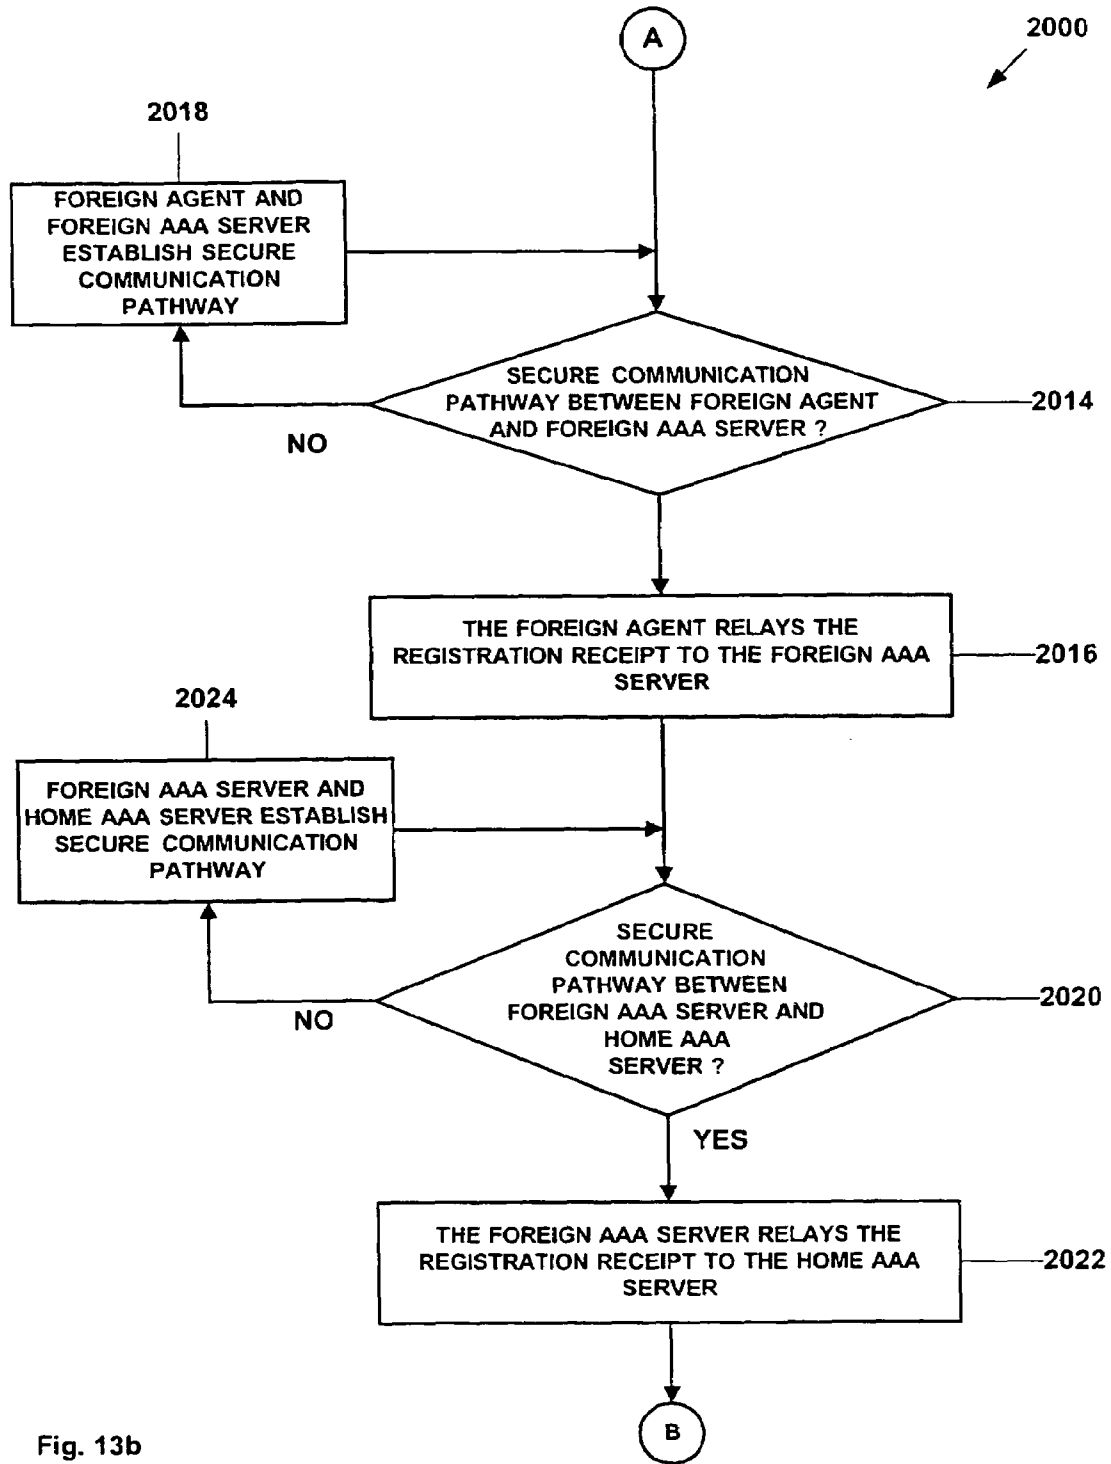 A
2000
2018
FOREIGN AGENT AND
FOREIGN AAA SERVER
ESTABLISH SECURE
COMMUNICATION
PATHWAY
SECURE COMMUNICATION
PATHWAY BETWEEN FOREIGN AGENT
AND FOREIGN AAA SERVER ?
2014
NO
THE FOREIGN AGENT RELAYS THE
REGISTRATION RECEIPT TO THE FOREIGN AAA
SERVER
2016
2024
FOREIGN AAA SERVER AND
HOME AAA SERVER ESTABLISH
SECURE COMMUNICATION
PATHWAY
SECURE
COMMUNICATION
PATHWAY BETWEEN
FOREIGN AAA SERVER AND
HOME AAA
SERVER ?
2020
NO
YES
THE FOREIGN AAA SERVER RELAYS THE
REGISTRATION RECEIPT TO THE HOME AAA
SERVER
2022
B
Fig. 13b